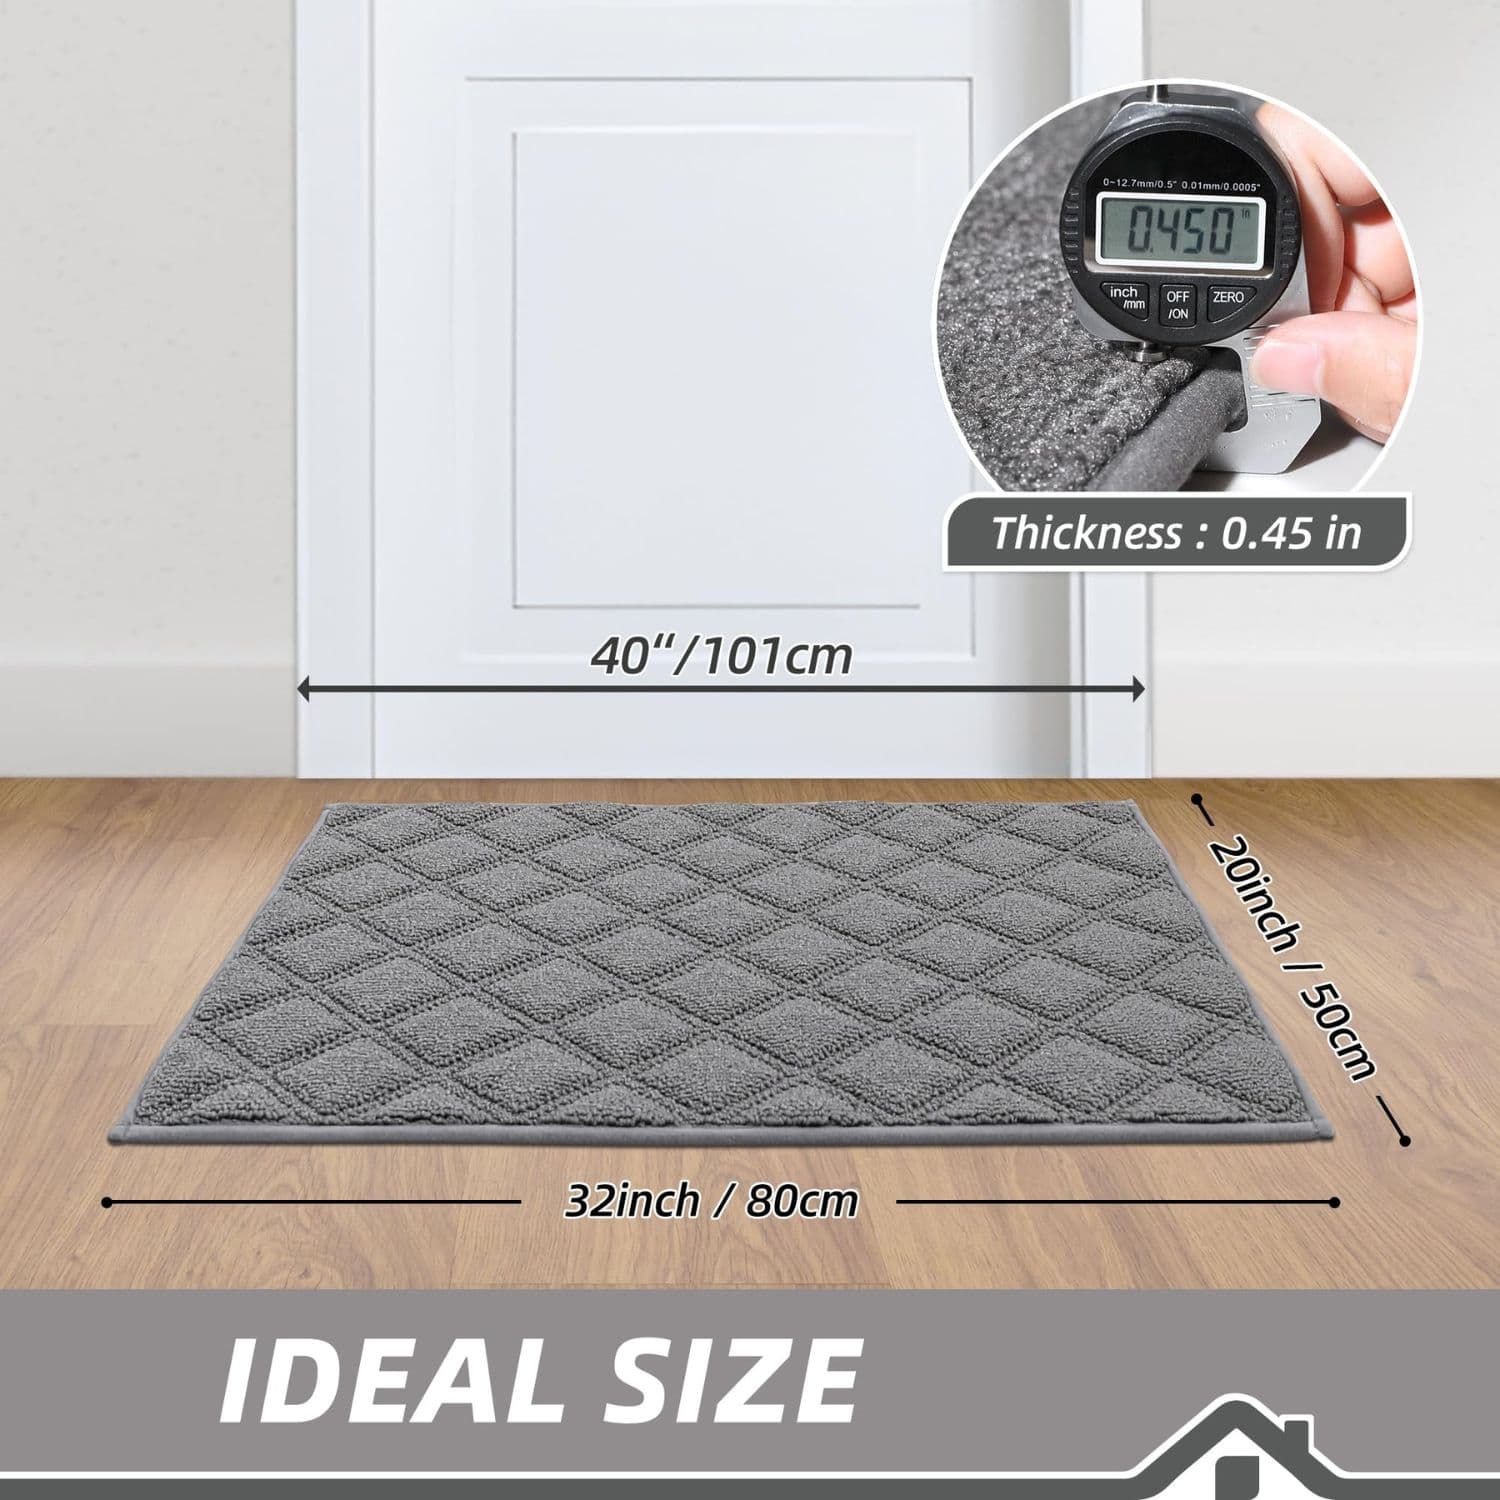 0~12.7mm/0.5" 0.01mm/0.0005"
0.450 in
inch
/mm
OFF
/ON
ZERO
Thickness : 0.45 in
40“/101cm
20inch / 50cm
32inch / 80cm
IDEAL SIZE